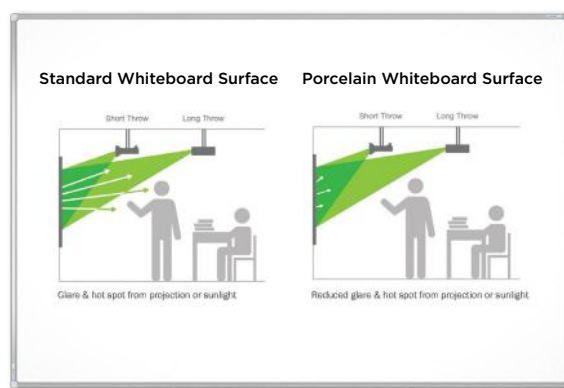 Standard Whiteboard Surface
Porcelain Whiteboard Surface
Short Throw
Long Throw
Short Throw
Long Throw
Glare & hot spot from projection or sunlight
Reduced glare & hot spot from projection or sunlight